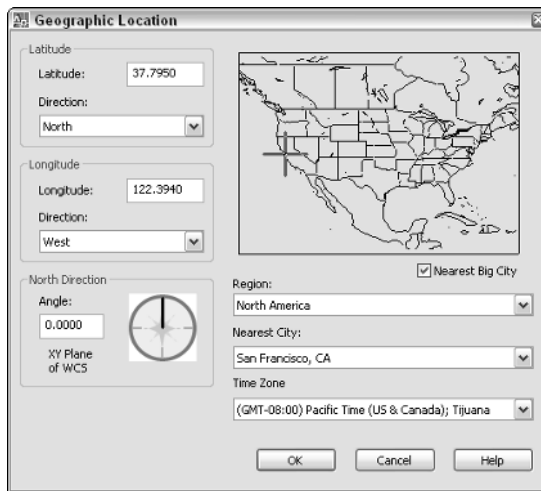 Geographic Location
Latitude
Latitude: 37.7950
Direction:
North
Longitude
Longitude: 122.3940
Direction:
West
North Direction
Angle:
0.0000
XY Plane
of WCS
Nearest Big City
Region:
North America
Nearest City:
San Francisco, CA
Time Zone
(GMT-08:00) Pacific Time (US & Canada); Tijuana
OK Cancel Help